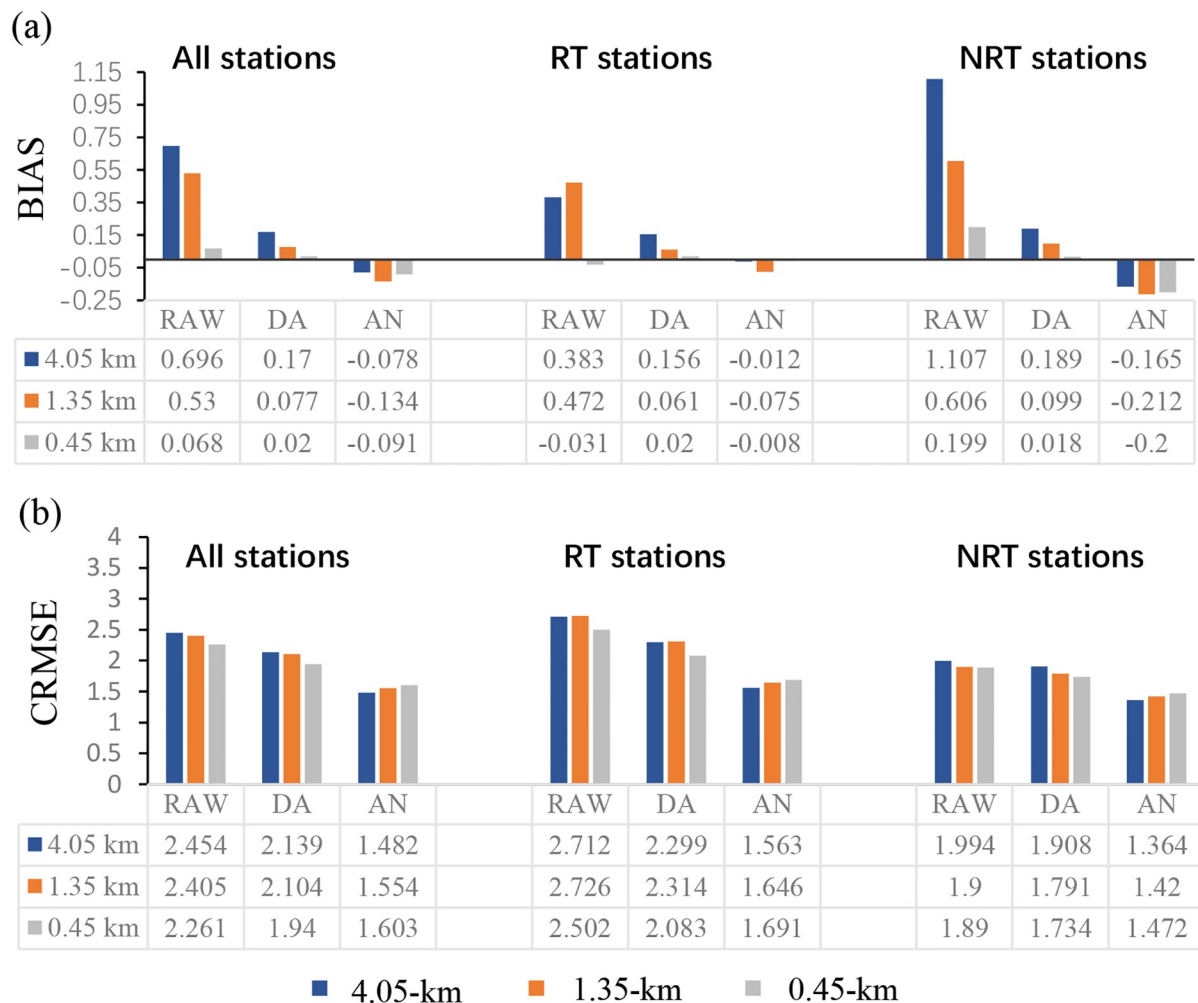 (a)
All stations RT stations NRT stations
BIAS
1.15
0.95
0.75
0.55
0.35
0.15
-0.05
-0.25
RAW DA AN RAW DA AN RAW DA AN
4.05 km 0.696 0.17 -0.078 0.383 0.156 -0.012 1.107 0.189 -0.165
1.35 km 0.53 0.077 -0.134 0.472 0.061 -0.075 0.606 0.099 -0.212
0.45 km 0.068 0.02 -0.091 -0.031 0.02 -0.008 0.199 0.018 -0.2
(b)
All stations RT stations NRT stations
CRMSE
4
3.5
3
2.5
2
1.5
1
0.5
0
RAW DA AN RAW DA AN RAW DA AN
4.05 km 2.454 2.139 1.482 2.712 2.299 1.563 1.994 1.908 1.364
1.35 km 2.405 2.104 1.554 2.726 2.314 1.646 1.9 1.791 1.42
0.45 km 2.261 1.94 1.603 2.502 2.083 1.691 1.89 1.734 1.472
4.05-km 1.35-km 0.45-km